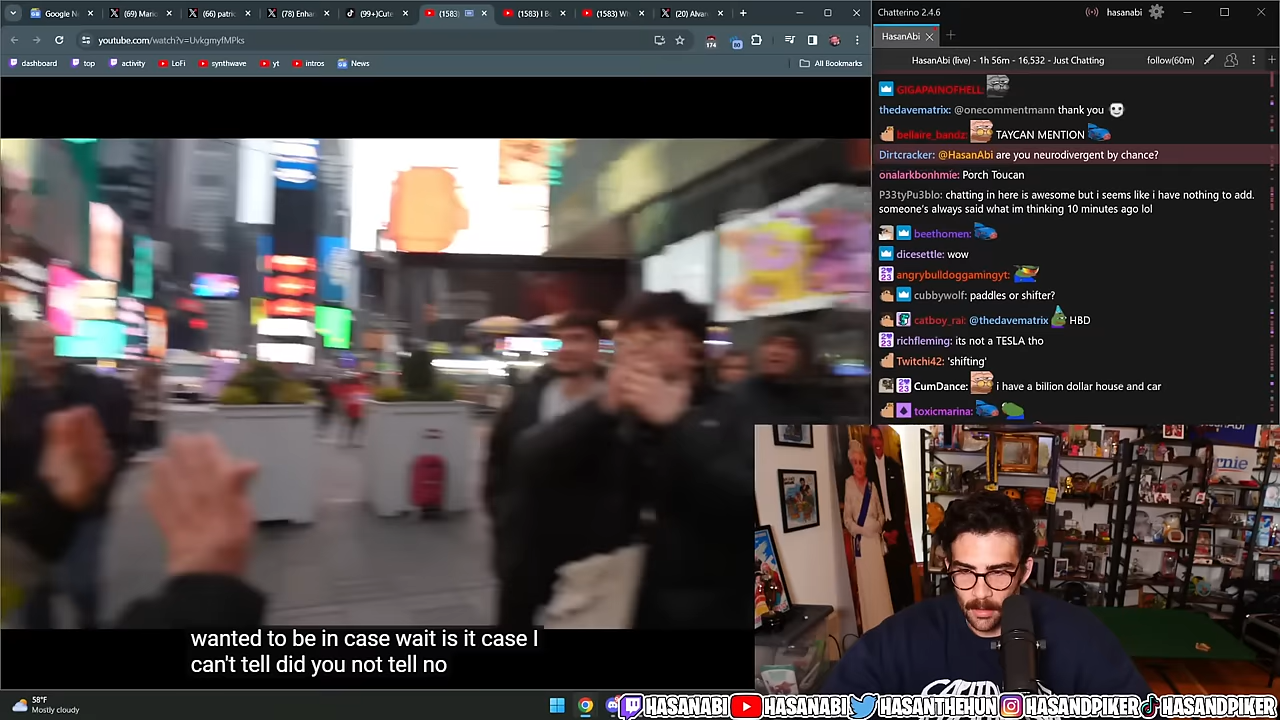 Google N
(69) Mari
(66) patri
(78) Enha
(99+)Cute
(1583)
(1583) I B
(1583) W
(20) Alva
youtube.com/watch?v=UvkgmyfMPks
174
80
dashboard
top
activity
LoFi
synthwave
yt
intros
News
All Bookmarks
wanted to be in case wait is it case I
can't tell did you not tell no
58°F
Mostly cloudy
Chatterino 2.4.6
hasanabi
HasanAbi
HasanAbi (live) - 1h 56m - 16,532 - Just Chatting
follow(60m)
GIGAPAINOFHELL:
thedavematrix: @onecommentmann thank you
bellaire_bandz: TAYCAN MENTION
Dirtcracker: @HasanAbi are you neurodivergent by chance?
onalarkbonhmie: Porch Toucan
P33tyPu3blo: chatting in here is awesome but i seems like i have nothing to add.
someone's always said what im thinking 10 minutes ago lol
beethomen:
dicesettle: wow
angrybulldoggamingyt:
cubbywolf: paddles or shifter?
catboy_rai: @thedavematrix HBD
richfleming: its not a TESLA tho
Twitchi42: 'shifting'
CumDance: i have a billion dollar house and car
toxicmarina:
ernie
HASANABI
HASANABI
HASANTHEHUN
HASANDPIKER
HASANDPIKER